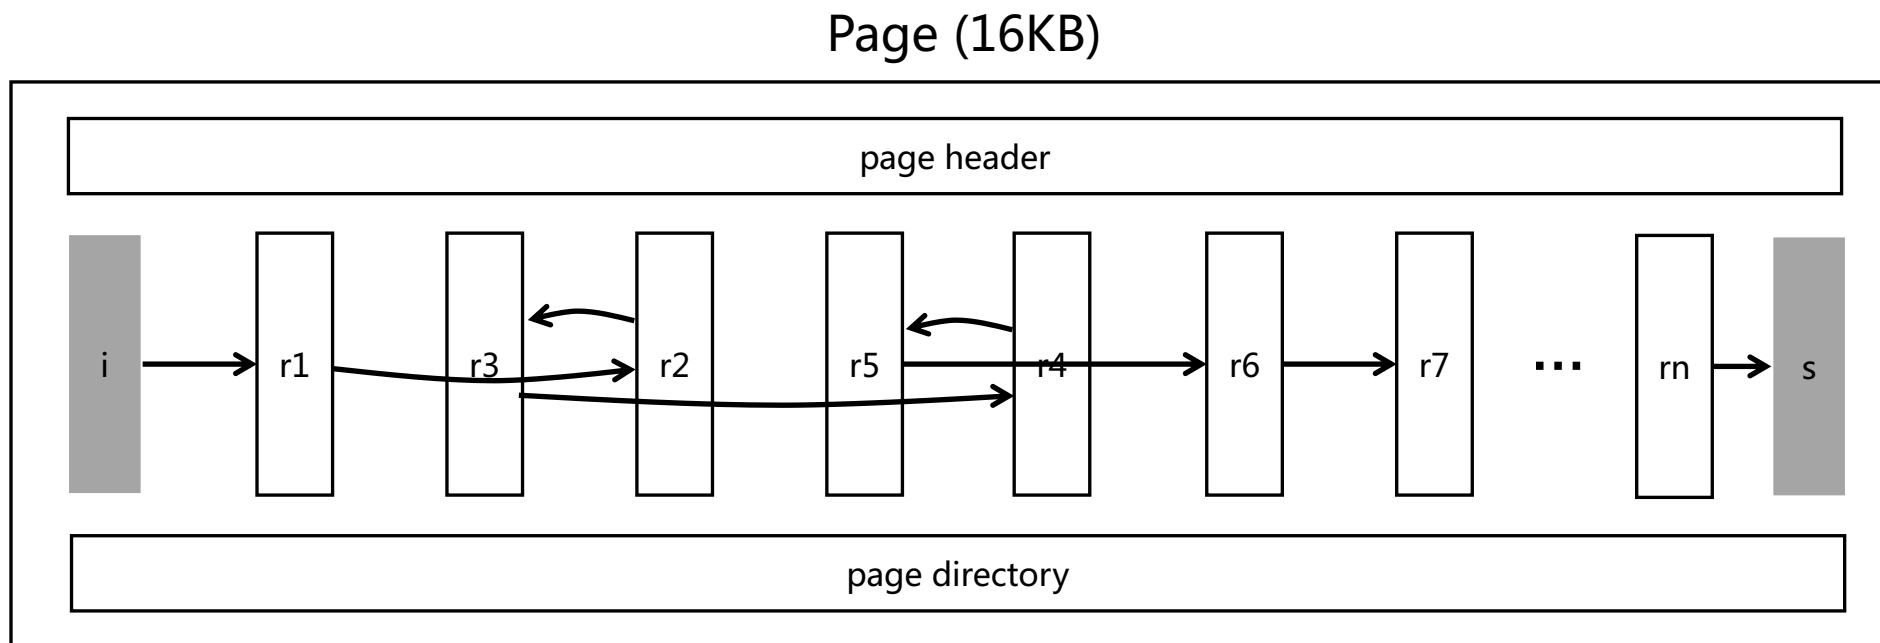 Page (16KB)
page header
i r1 r3 r2 r5 r4 r6 r7 ... rn s
page directory